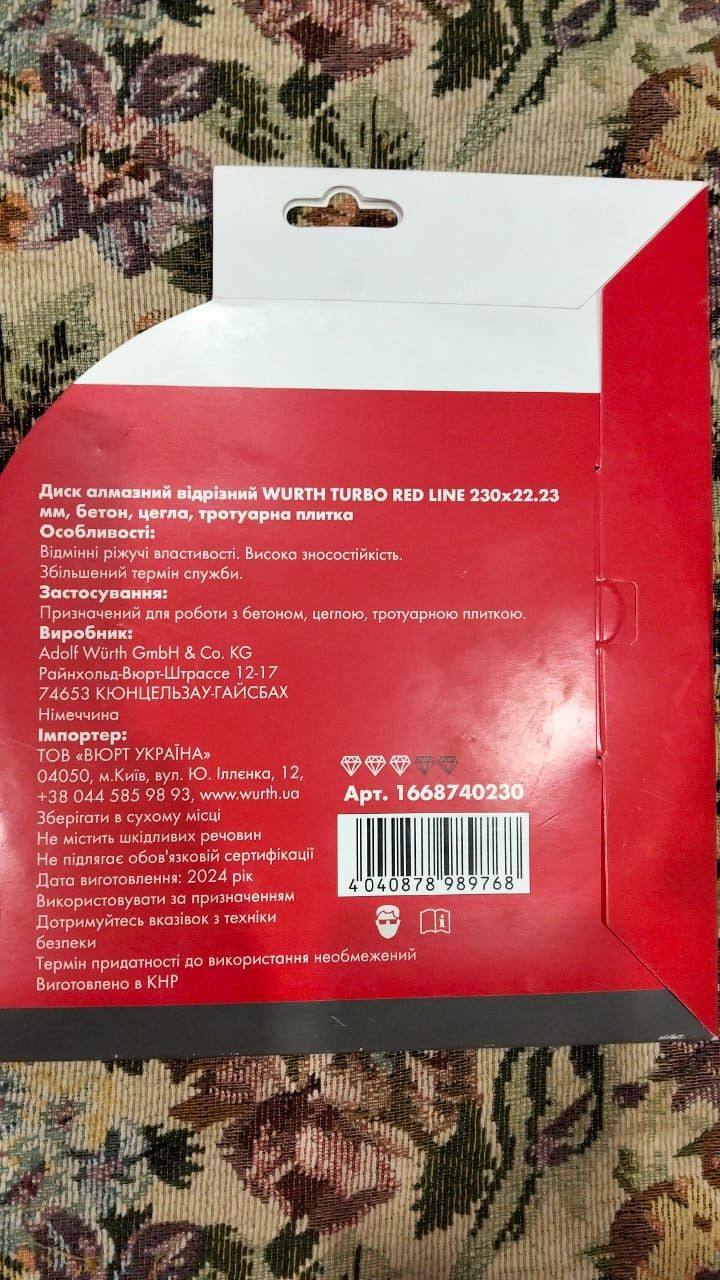 Диск алмазний відрізний WURTH TURBO RED LINE 230x22.23
мм, бетон, цегла, тротуарна плитка
Особливості:
Відмінні ріжучі властивості. Висока зносостійкість.
Збільшений термін служби.
Застосування:
Призначений для роботи з бетоном, цеглою, тротуарною плиткою.
Виробник:
Adolf Würth GmbH & Co. KG
Райнхольд-Вюрт-Штрассе 12-17
74653 КЮНЦЕЛЬЗАУ-ГАЙСБАХ
Німеччина
Імпортер:
ТОВ «ВЮРТ УКРАЇНА»
04050, м.Київ, вул. Ю. Іллєнка, 12,
+38 044 585 98 93, www.wurth.ua
Зберігати в сухому місці
Не містить шкідливих речовин
Не підлягає обов'язковій сертифікації
Дата виготовлення: 2024 рік
Використовувати за призначенням
Дотримуйтесь вказівок з техніки
безпеки
Термін придатності до використання необмежений
Виготовлено в КНР
Арт. 1668740230
4 040878 989768